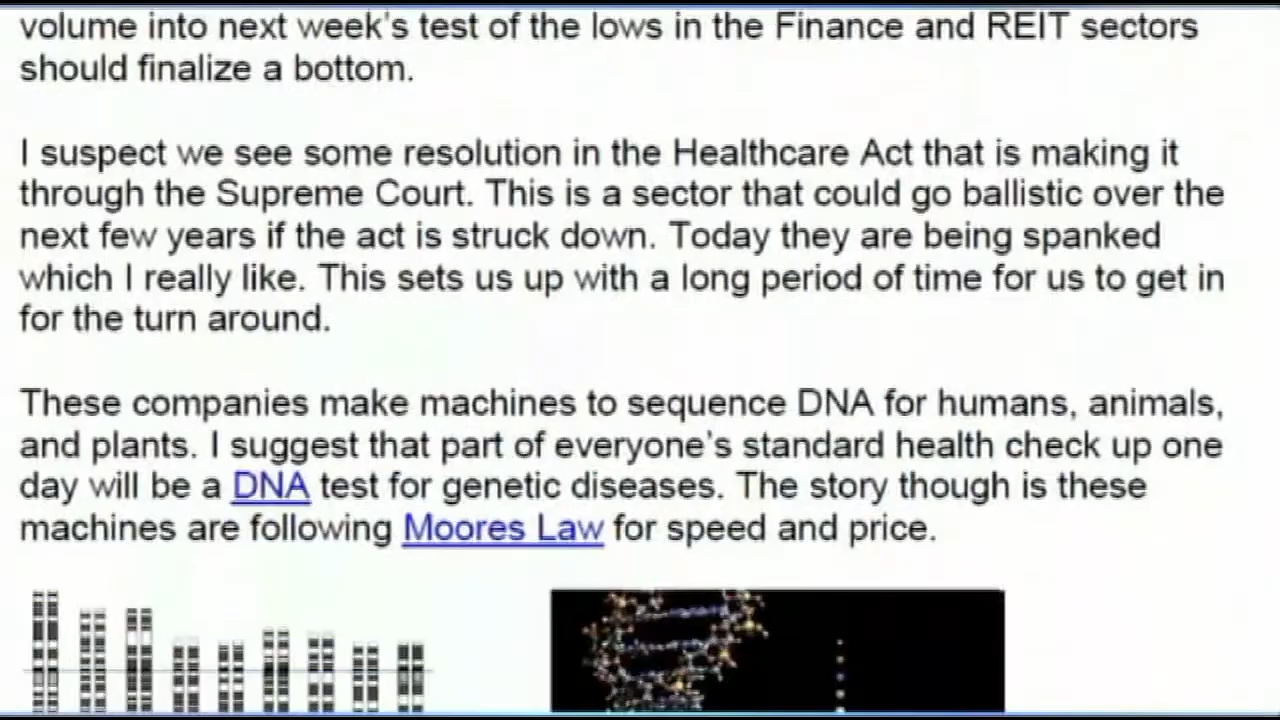 volume into next week's test of the lows in the Finance and REIT sectors
should finalize a bottom.
I suspect we see some resolution in the Healthcare Act that is making it
through the Supreme Court. This is a sector that could go ballistic over the
next few years if the act is struck down. Today they are being spanked
which I really like. This sets us up with a long period of time for us to get in
for the turn around.
These companies make machines to sequence DNA for humans, animals,
and plants. I suggest that part of everyone's standard health check up one
day will be a DNA test for genetic diseases. The story though is these
machines are following Moores Law for speed and price.